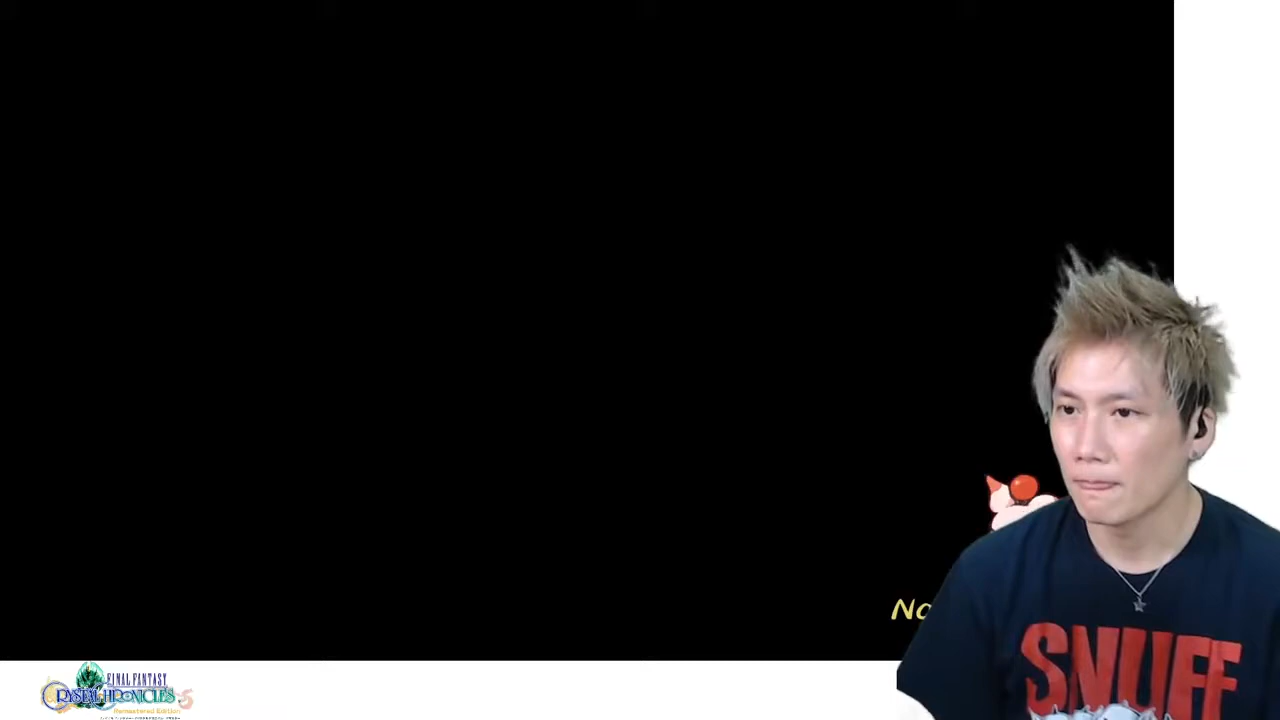 No
SNUFF
FINAL FANTASY
CRYSTAL CHRONICLES
Remastered Edition